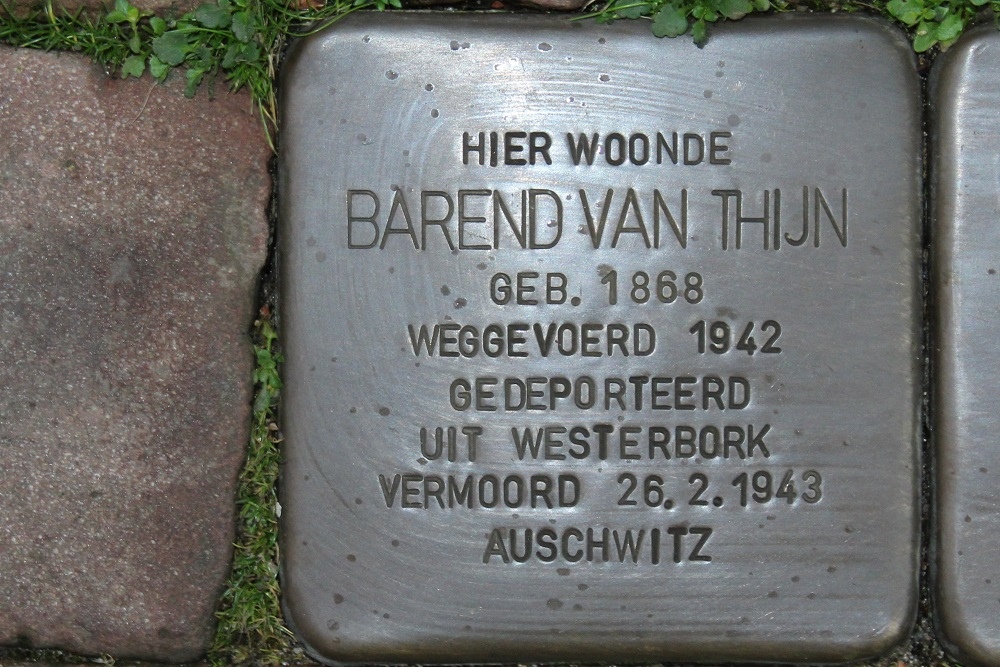 HIER WOONDE
BAREND VAN THIJN
GEB. 1868
WEGGEVOERD 1942
GEDEPORTEERD
UIT WESTERBORK
VERMOORD 26.2.1943
AUSCHWITZ